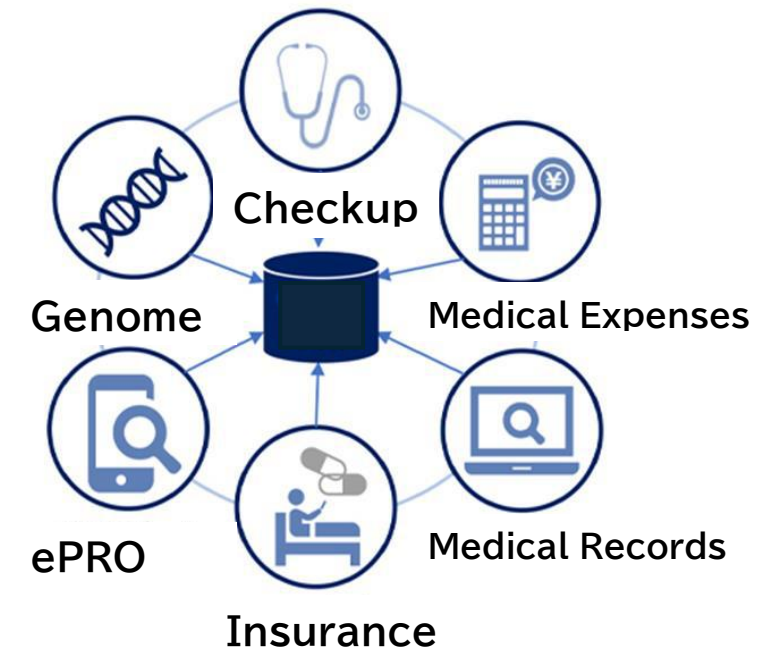 Checkup
Genome
Medical Expenses
¥
ePRO
Medical Records
Insurance